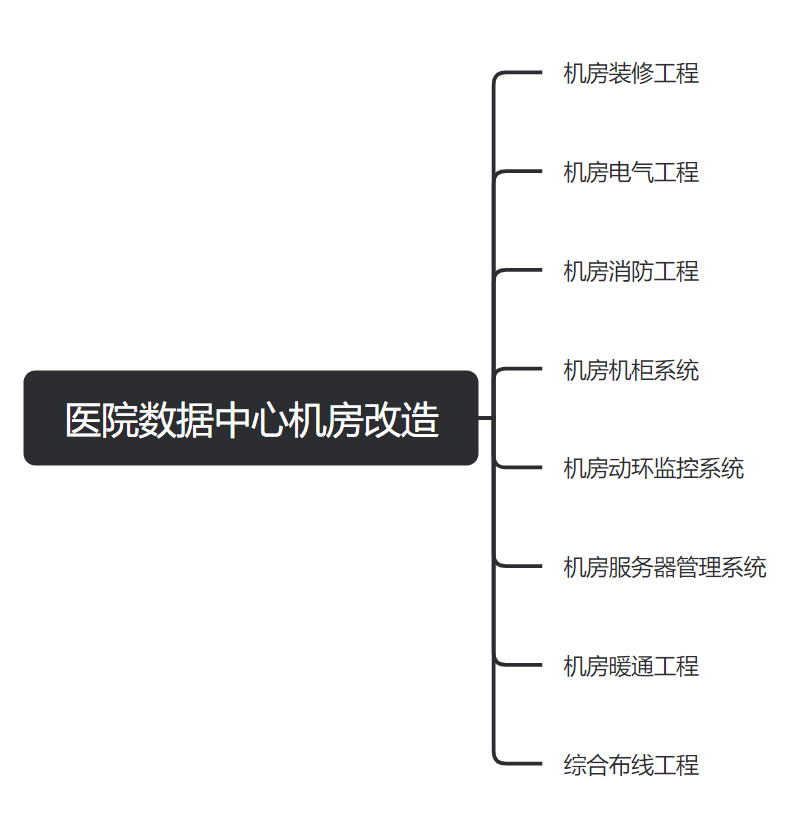 机房装修工程
机房电气工程
机房消防工程
机房机柜系统
医院数据中心机房改造
机房动环监控系统
机房服务器管理系统
机房暖通工程
综合布线工程